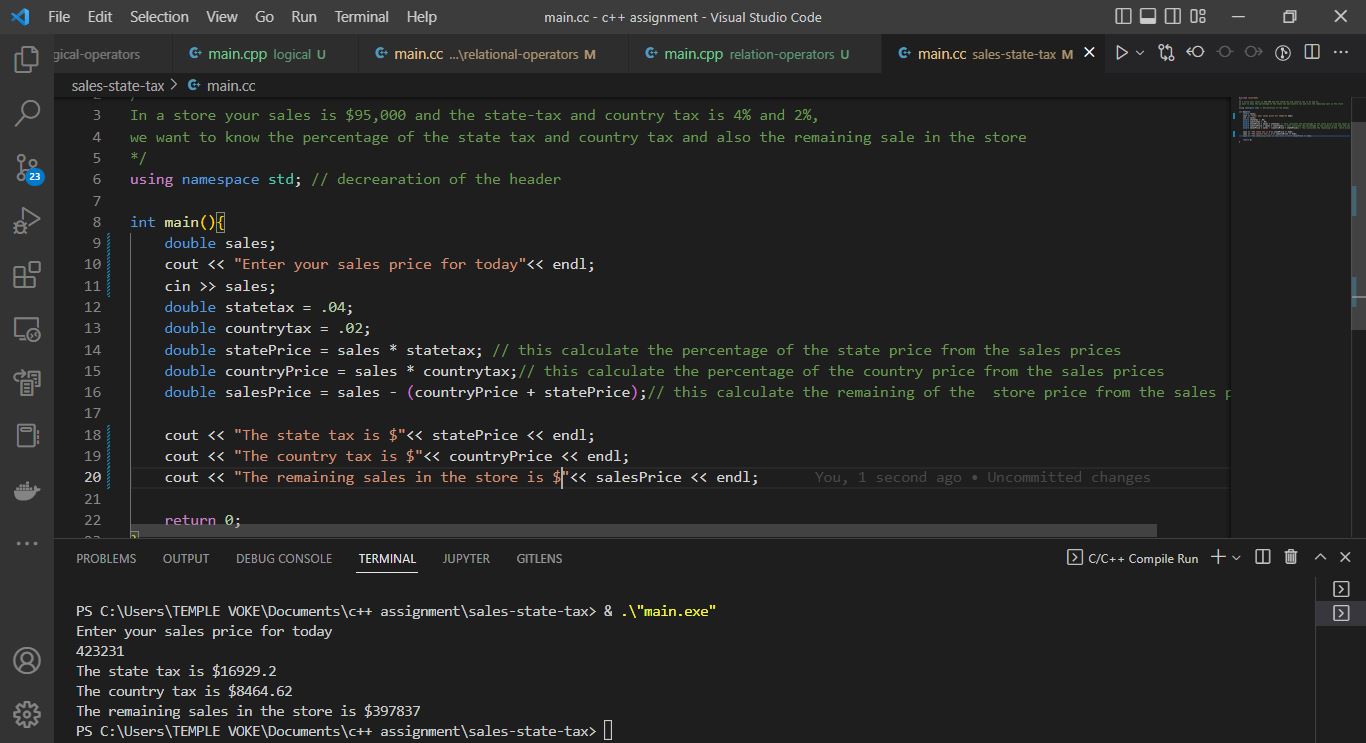 File Edit Selection View Go Run Terminal Help main.cc - c++ assignment - Visual Studio Code
gical-operators main.cpp logical U main.cc ...\relational-operators M main.cpp relation-operators U main.cc sales-state-tax M
sales-state-tax > main.cc
3 In a store your sales is $95,000 and the state-tax and country tax is 4% and 2%,
4 we want to know the percentage of the state tax and country tax and also the remaining sale in the store
5 */
6 using namespace std; // decrearation of the header
7
8 int main(){
9 double sales;
10 cout << "Enter your sales price for today"<< endl;
11 cin >> sales;
12 double statetax = .04;
13 double countrytax = .02;
14 double statePrice = sales * statetax; // this calculate the percentage of the state price from the sales prices
15 double countryPrice = sales * countrytax;// this calculate the percentage of the country price from the sales prices
16 double salesPrice = sales - (countryPrice + statePrice);// this calculate the remaining of the  store price from the sales p
17
18 cout << "The state tax is $"<< statePrice << endl;
19 cout << "The country tax is $"<< countryPrice << endl;
20 cout << "The remaining sales in the store is $"<< salesPrice << endl; You, 1 second ago • Uncommitted changes
21
22 return 0;
23
}
23 PROBLEMS OUTPUT DEBUG CONSOLE TERMINAL JUPYTER GITLENS C/C++ Compile Run
PS C:\Users\TEMPLE VOKE\Documents\c++ assignment\sales-state-tax> & .\"main.exe"
Enter your sales price for today
423231
The state tax is $16929.2
The country tax is $8464.62
The remaining sales in the store is $397837
PS C:\Users\TEMPLE VOKE\Documents\c++ assignment\sales-state-tax>